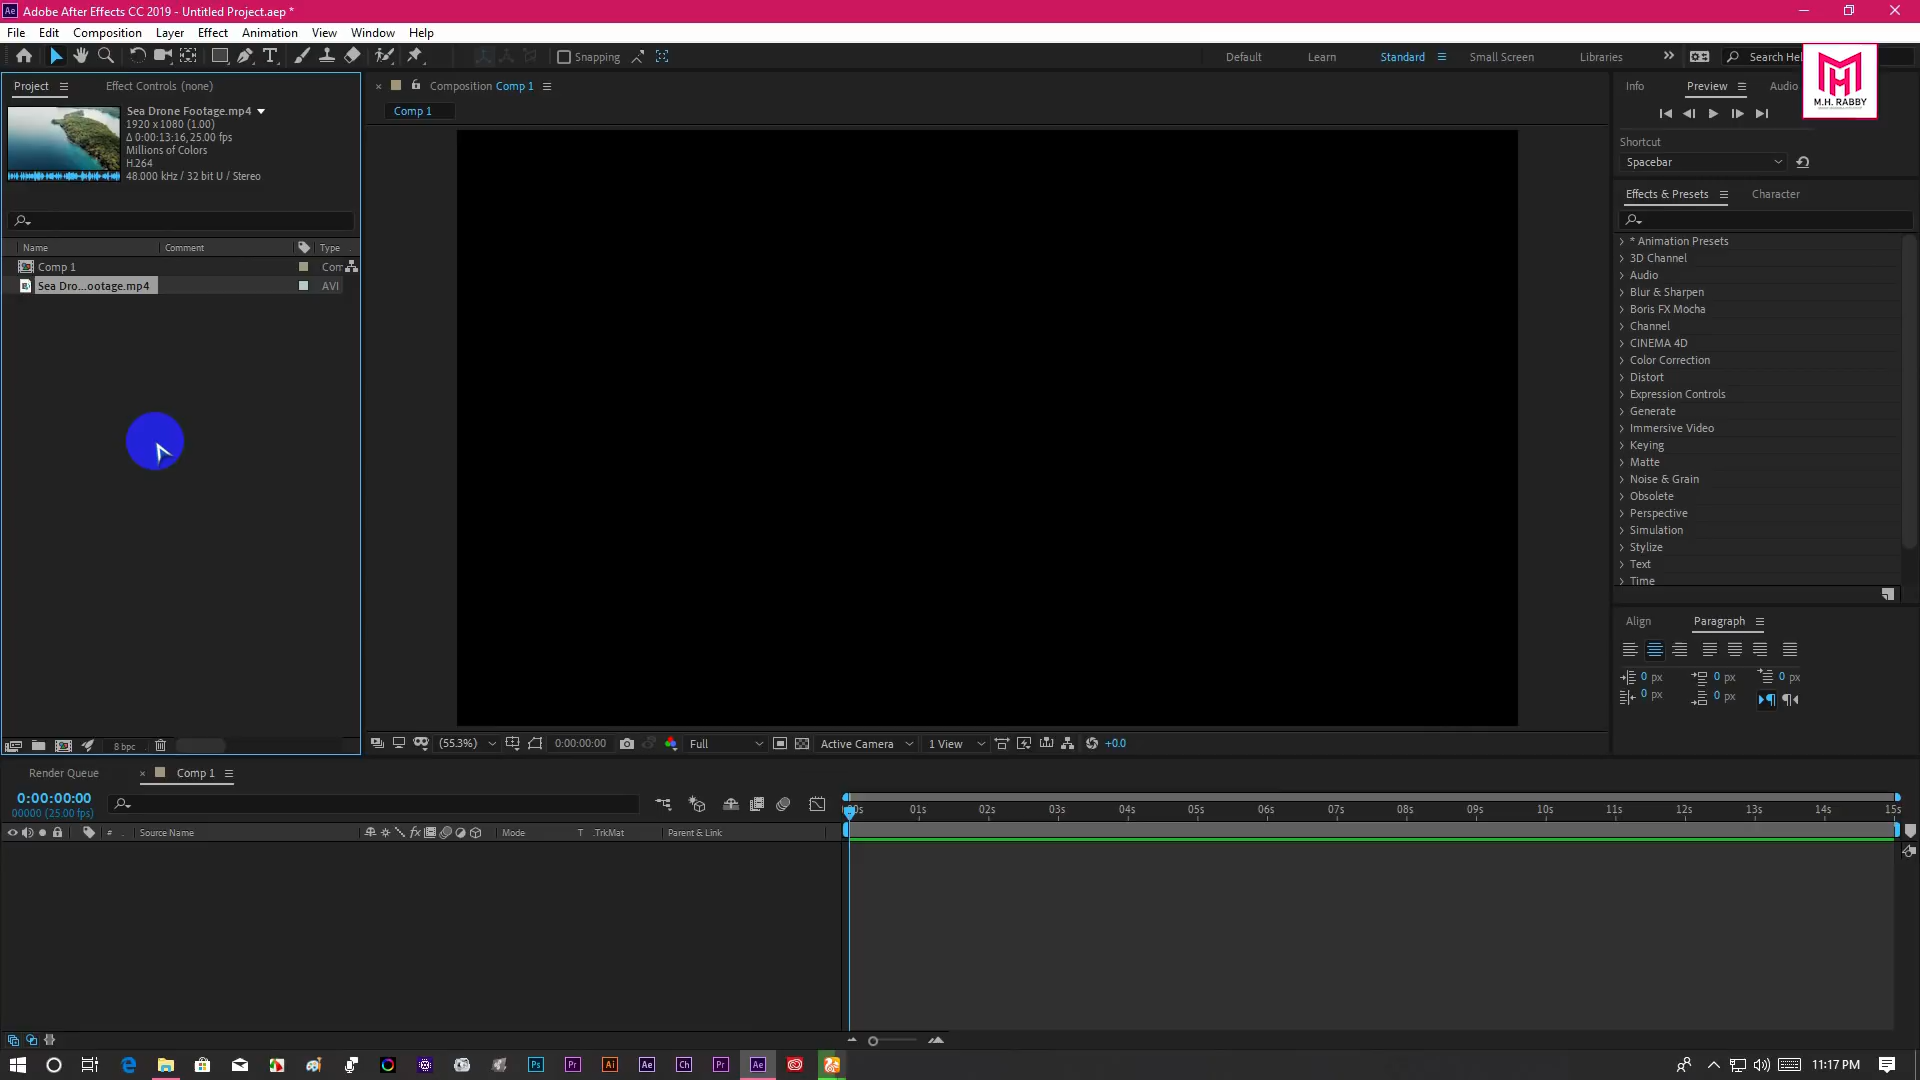 Adobe After Effects CC 2019 - Untitled Project.aep *
File Edit Composition Layer Effect Animation View Window Help
Snapping
Default Learn Standard Small Screen Libraries
Search Hel
M.H. RABBY
Project
Effect Controls (none)
Sea Drone Footage.mp4
1920 x 1080 (1.00)
Δ 0:00:13:16, 25.00 fps
Millions of Colors
H.264
48.000 kHz / 32 bit U / Stereo
Name Comment Type
Comp 1 Com
Sea Dro...ootage.mp4 AVI
8 bpc
Composition Comp 1
Comp 1
(55.3%) 0:00:00:00 Full Active Camera 1 View +0.0
Info Preview Audio
Shortcut
Spacebar
Effects & Presets Character
* Animation Presets
3D Channel
Audio
Blur & Sharpen
Boris FX Mocha
Channel
CINEMA 4D
Color Correction
Distort
Expression Controls
Generate
Immersive Video
Keying
Matte
Noise & Grain
Obsolete
Perspective
Simulation
Stylize
Text
Time
Align Paragraph
0 px 0 px 0 px
0 px 0 px
Render Queue Comp 1
0:00:00:00
00000 (25.00 fps)
# Source Name Mode T .TrkMat Parent & Link
00s 01s 02s 03s 04s 05s 06s 07s 08s 09s 10s 11s 12s 13s 14s 15s
Ps Pr Ai Ae Ch Pr Ae
11:17 PM